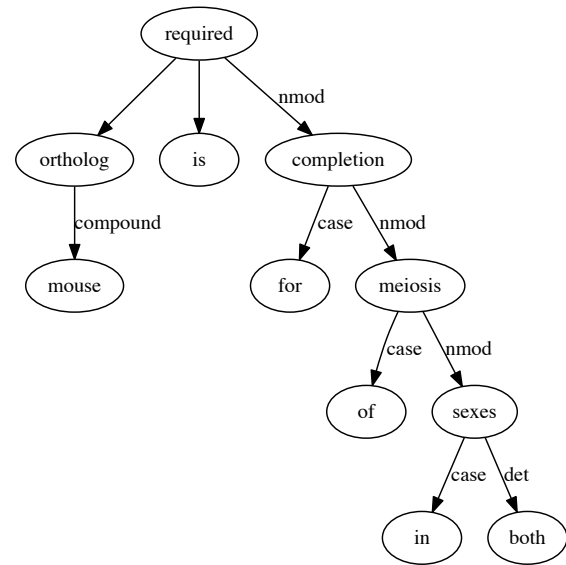 required
nmod
ortholog is completion
compound case nmod
mouse for meiosis
case nmod
of sexes
case det
in both